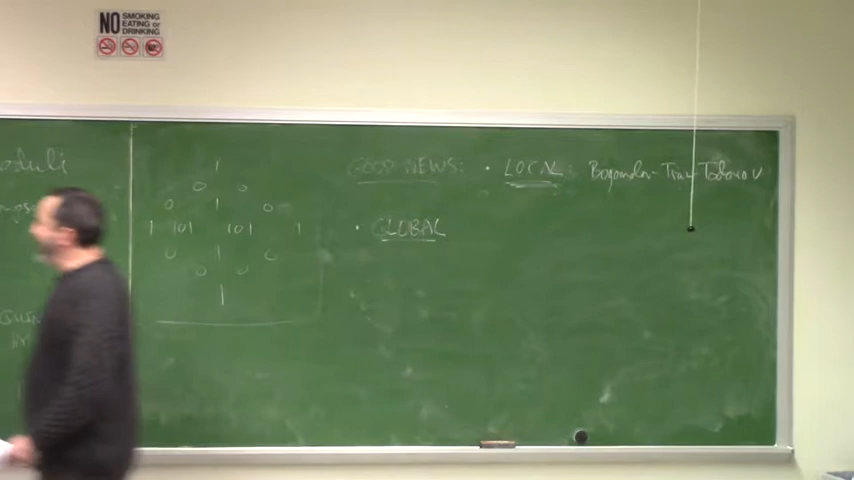 NO SMOKING
EATING or
DRINKING
oduli
1
0 0
0 1 0
1 101 101 1
0 1 0
0 0
1
GOOD NEWS: • LOCAL: Bogomolov-Tian-Todorov
• GLOBAL